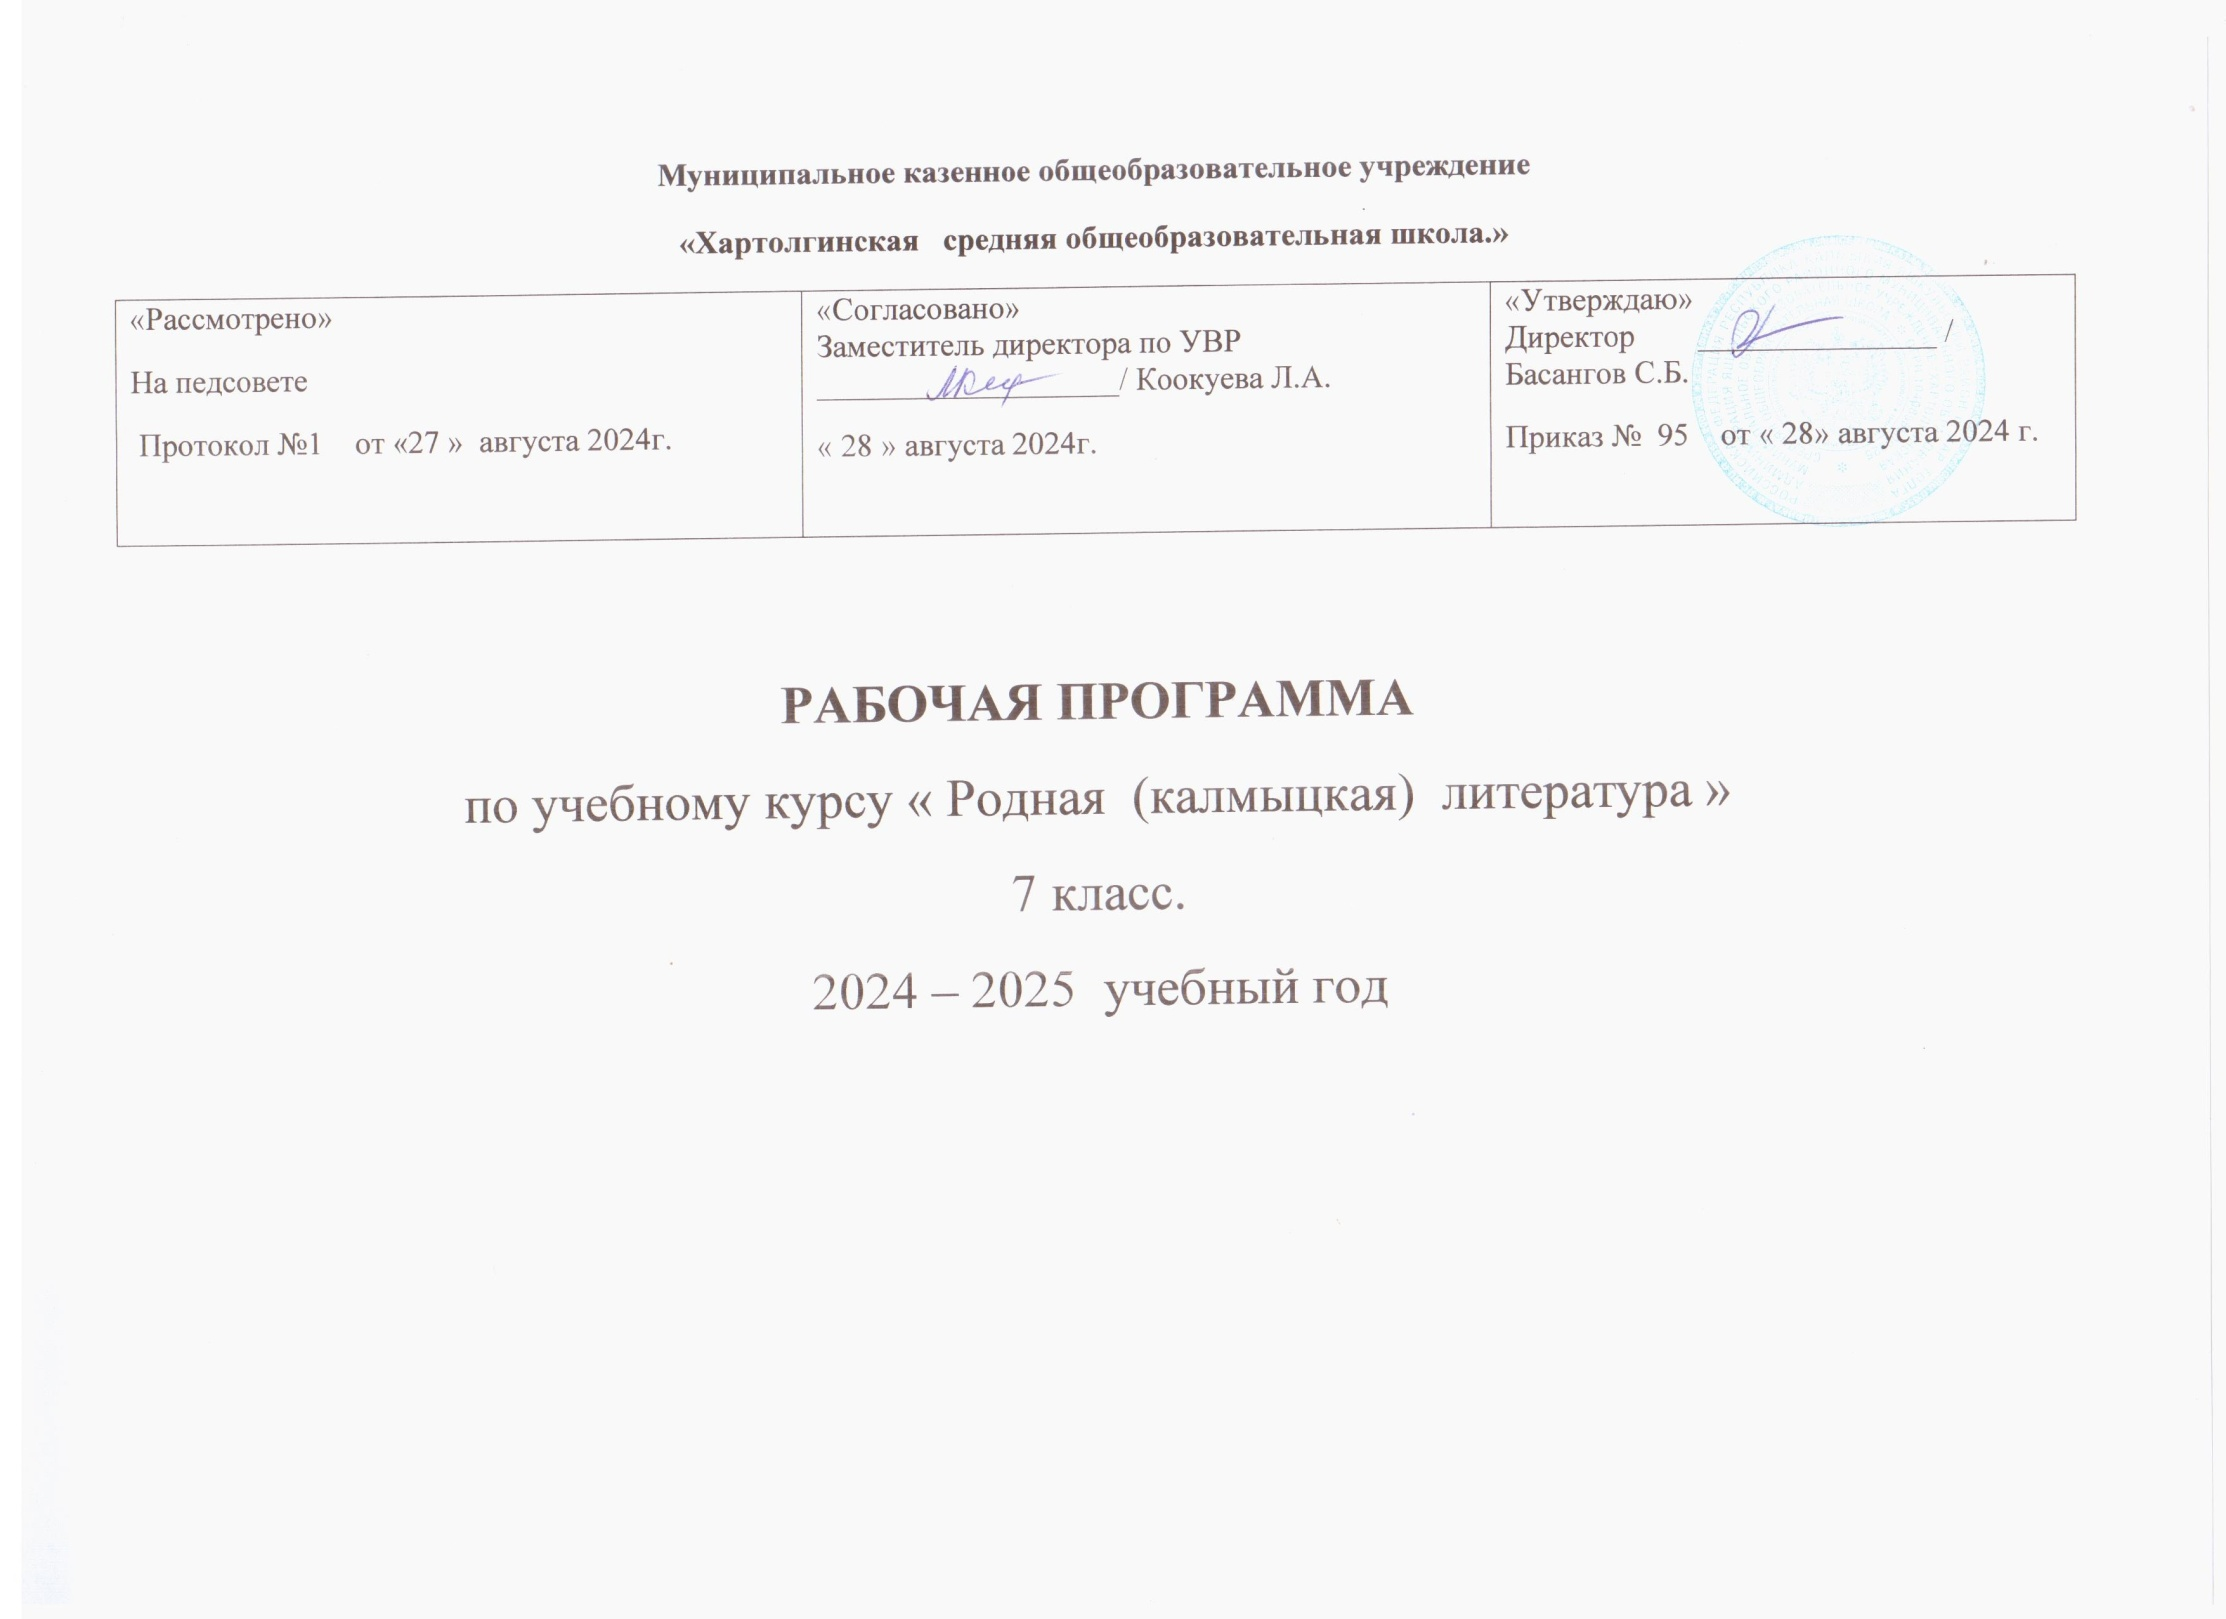 Муниципальное казенное общеобразовательное учреждение
«Хартолгинская средняя общеобразовательная школа.»
«Рассмотрено»
На педсовете
Протокол №1 от «27 » августа 2024г.
«Согласовано»
Заместитель директора по УВР
___________________/ Коокуева Л.А.
« 28 » августа 2024г.
«Утверждаю»
Директор _______________ /
Басангов С.Б.
Приказ № 95 от « 28» августа 2024 г.
РАБОЧАЯ ПРОГРАММА
по учебному курсу « Родная (калмыцкая) литература »
7 класс.
2024 – 2025 учебный год